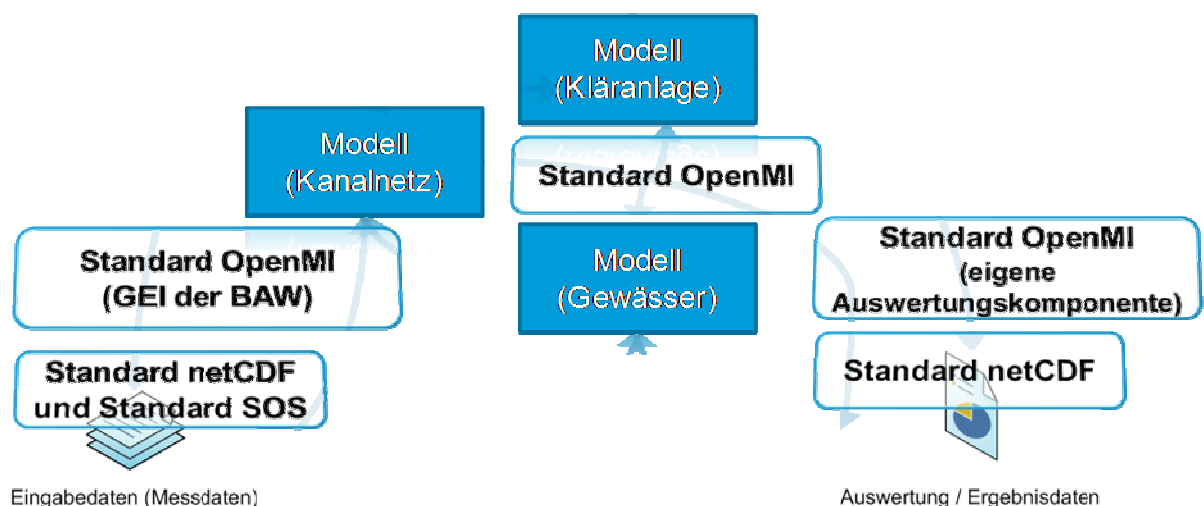 Modell
(Kläranlage)
Modell
(Kanalnetz)
Standard OpenMI
Standard OpenMI
(GEI der BAW)
Modell
(Gewässer)
Standard OpenMI
(eigene
Auswertungskomponente)
Standard netCDF
und Standard SOS
Standard netCDF
Eingabedaten (Messdaten)
Auswertung / Ergebnisdaten